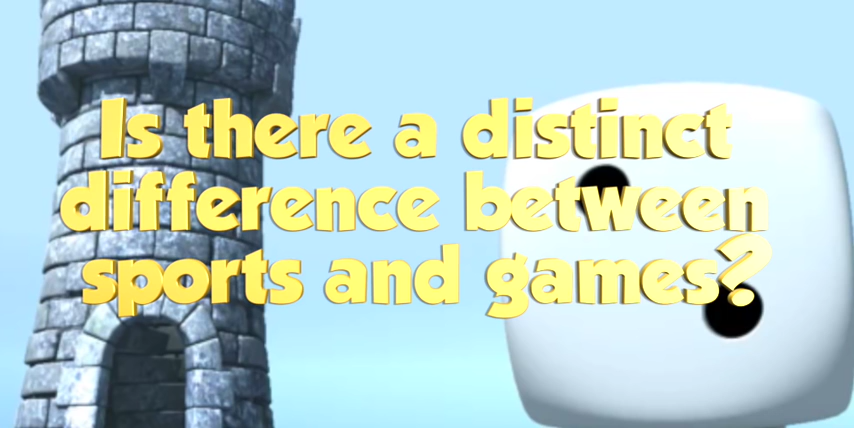 Is there a distinct
difference between
sports and games?